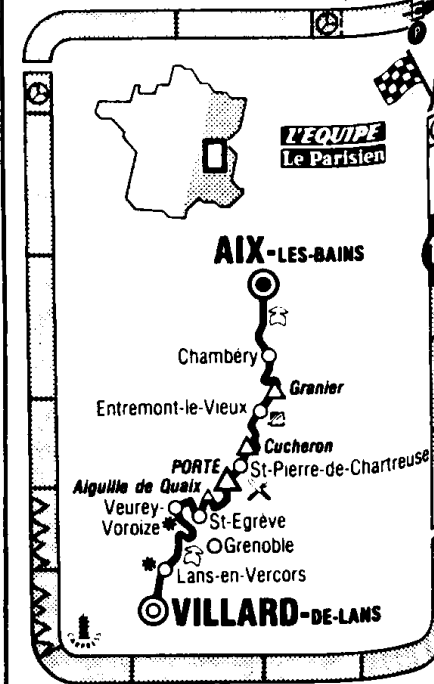 L'EQUIPE
Le Parisien
AIX-LES-BAINS
Chambéry
Granier
Entremont-le-Vieux
Cucheron
PORTE
St-Pierre-de-Chartreuse
Aiguille de Quaix
Veurey-
Voroize
St-Egrève
Grenoble
Lans-en-Vercors
VILLARD-DE-LANS